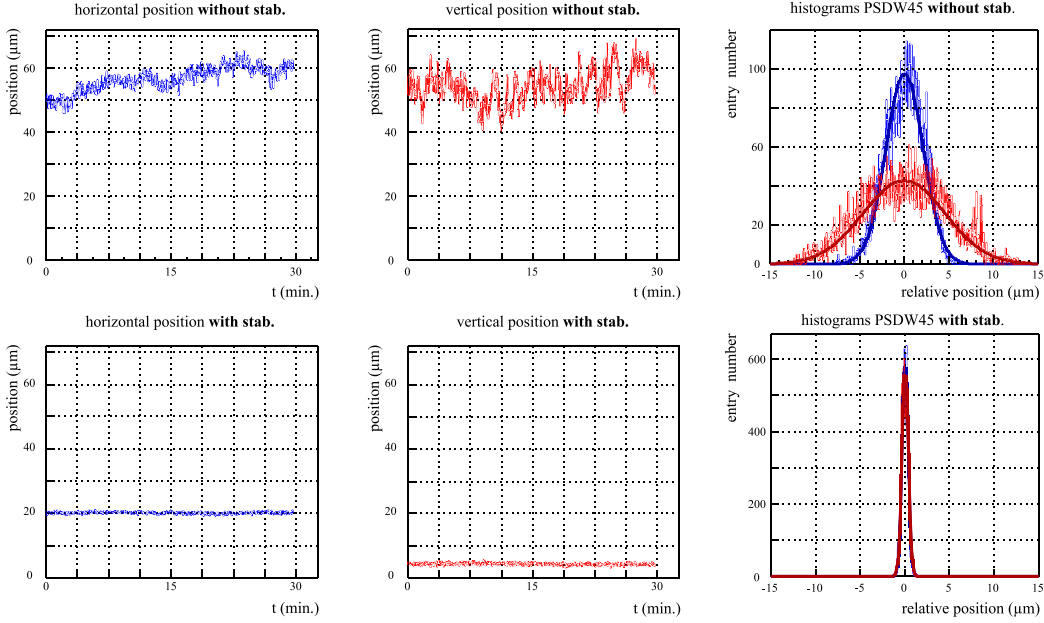 horizontal position without stab.
position (µm)
60
40
20
0
0
15
30
t (min.)
vertical position without stab.
position (µm)
60
40
20
0
0
15
30
t (min.)
histograms PSDW45 without stab.
entry number
100
80
60
40
20
0
-15
-10
-5
0
5
10
15
relative position (µm)
horizontal position with stab.
position (µm)
60
40
20
0
0
15
30
t (min.)
vertical position with stab.
position (µm)
60
40
20
0
0
15
30
t (min.)
histograms PSDW45 with stab.
entry number
600
400
200
0
-15
-10
-5
0
5
10
15
relative position (µm)